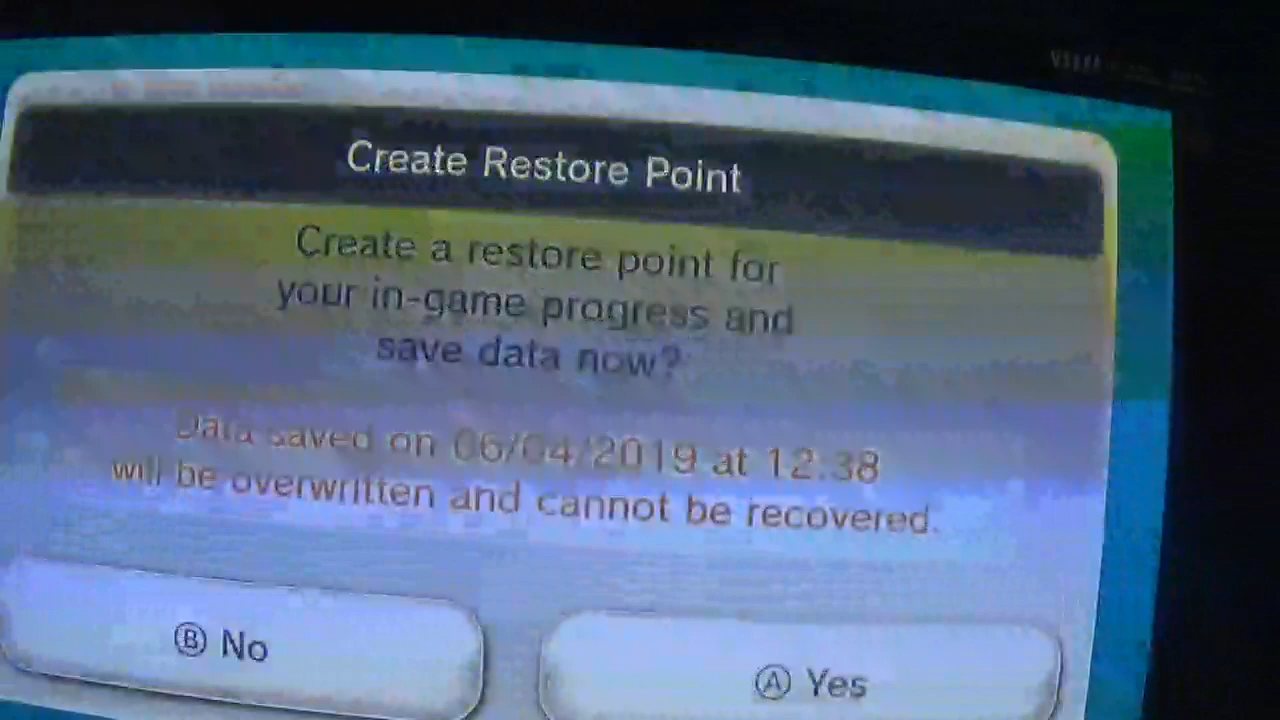 Create Restore Point
Create a restore point for
your in-game progress and
save data now?
Data saved on 06/04/2019 at 12:38
will be overwritten and cannot be recovered.
Ⓑ No
Ⓐ Yes